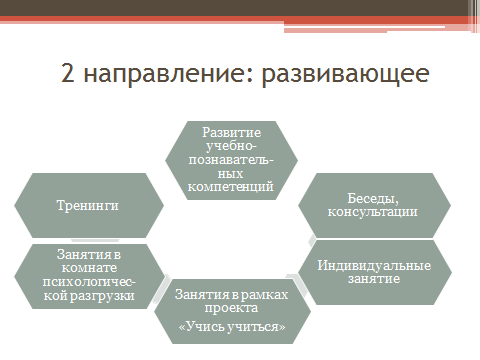 2 направление: развивающее
Развитие
учебно-
познаватель-
ных
компетенций
Беседы,
консультации
Индивидуальные
занятие
Занятия в рамках
проекта
«Учись учиться»
Занятия в
комнате
психологичес-
кой разгрузки
Тренинги